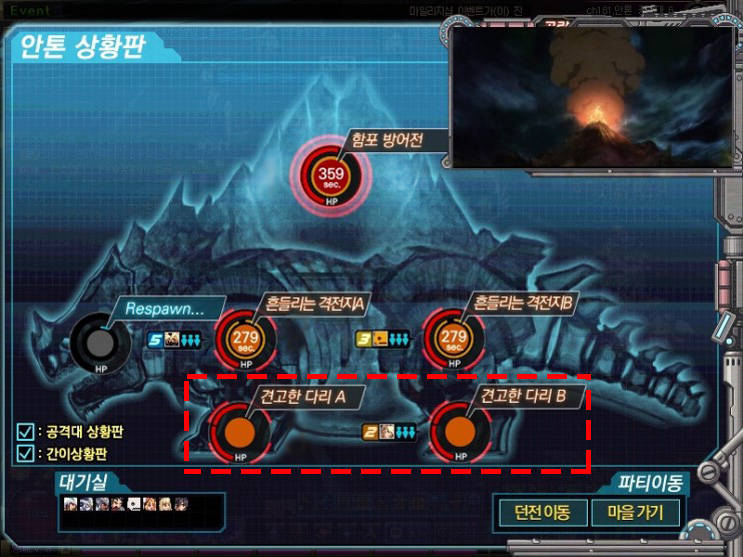 Event
안톤 상황판
함포 방어전
359
sec.
HP
Respawn...
HP
흔들리는 격전지A
5
279
sec.
HP
흔들리는 격전지B
3
279
sec.
HP
견고한 다리 A
HP
견고한 다리 B
2
HP
: 공격대 상황판
: 간이상황판
대기실
파티이동
던전 이동
마을 가기